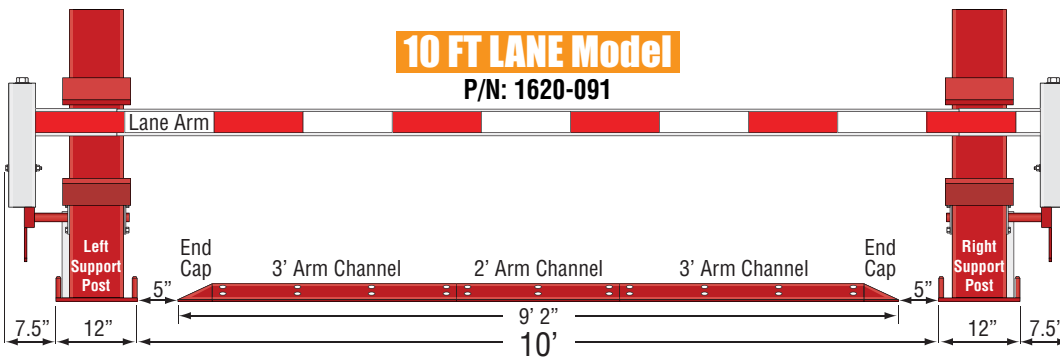 10 FT LANE Model
P/N: 1620-091
Lane Arm
Left
Support
Post
End
Cap
3’ Arm Channel
2’ Arm Channel
3’ Arm Channel
End
Cap
Right
Support
Post
5”
5”
9’ 2”
7.5”
12”
10’
12”
7.5’